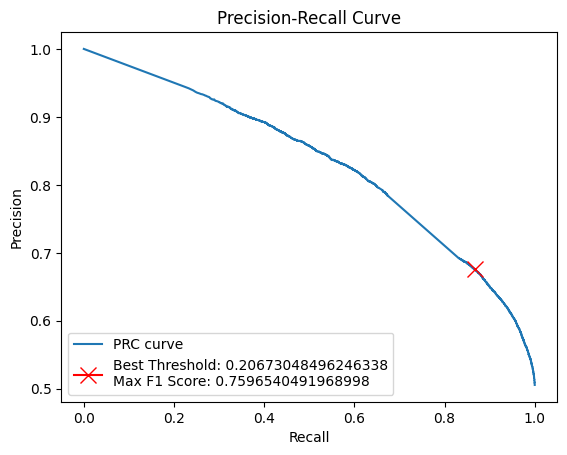 Precision-Recall Curve
1.0
0.9
0.8
0.7
0.6
0.5
Precision
PRC curve
Best Threshold: 0.20673048496246338
Max F1 Score: 0.7596540491968998
0.0
0.2
0.4
0.6
0.8
1.0
Recall